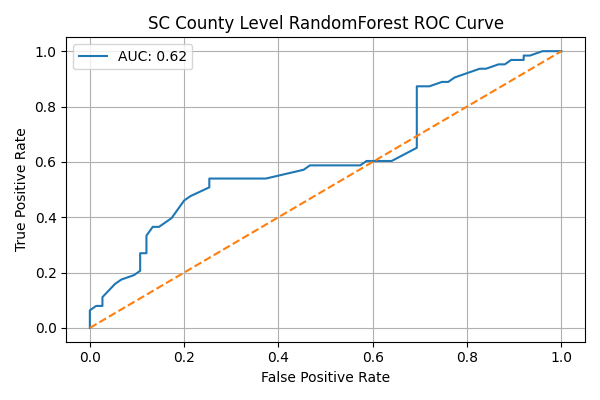 SC County Level RandomForest ROC Curve
AUC: 0.62
True Positive Rate
1.0
0.8
0.6
0.4
0.2
0.0
0.0 0.2 0.4 0.6 0.8 1.0
False Positive Rate